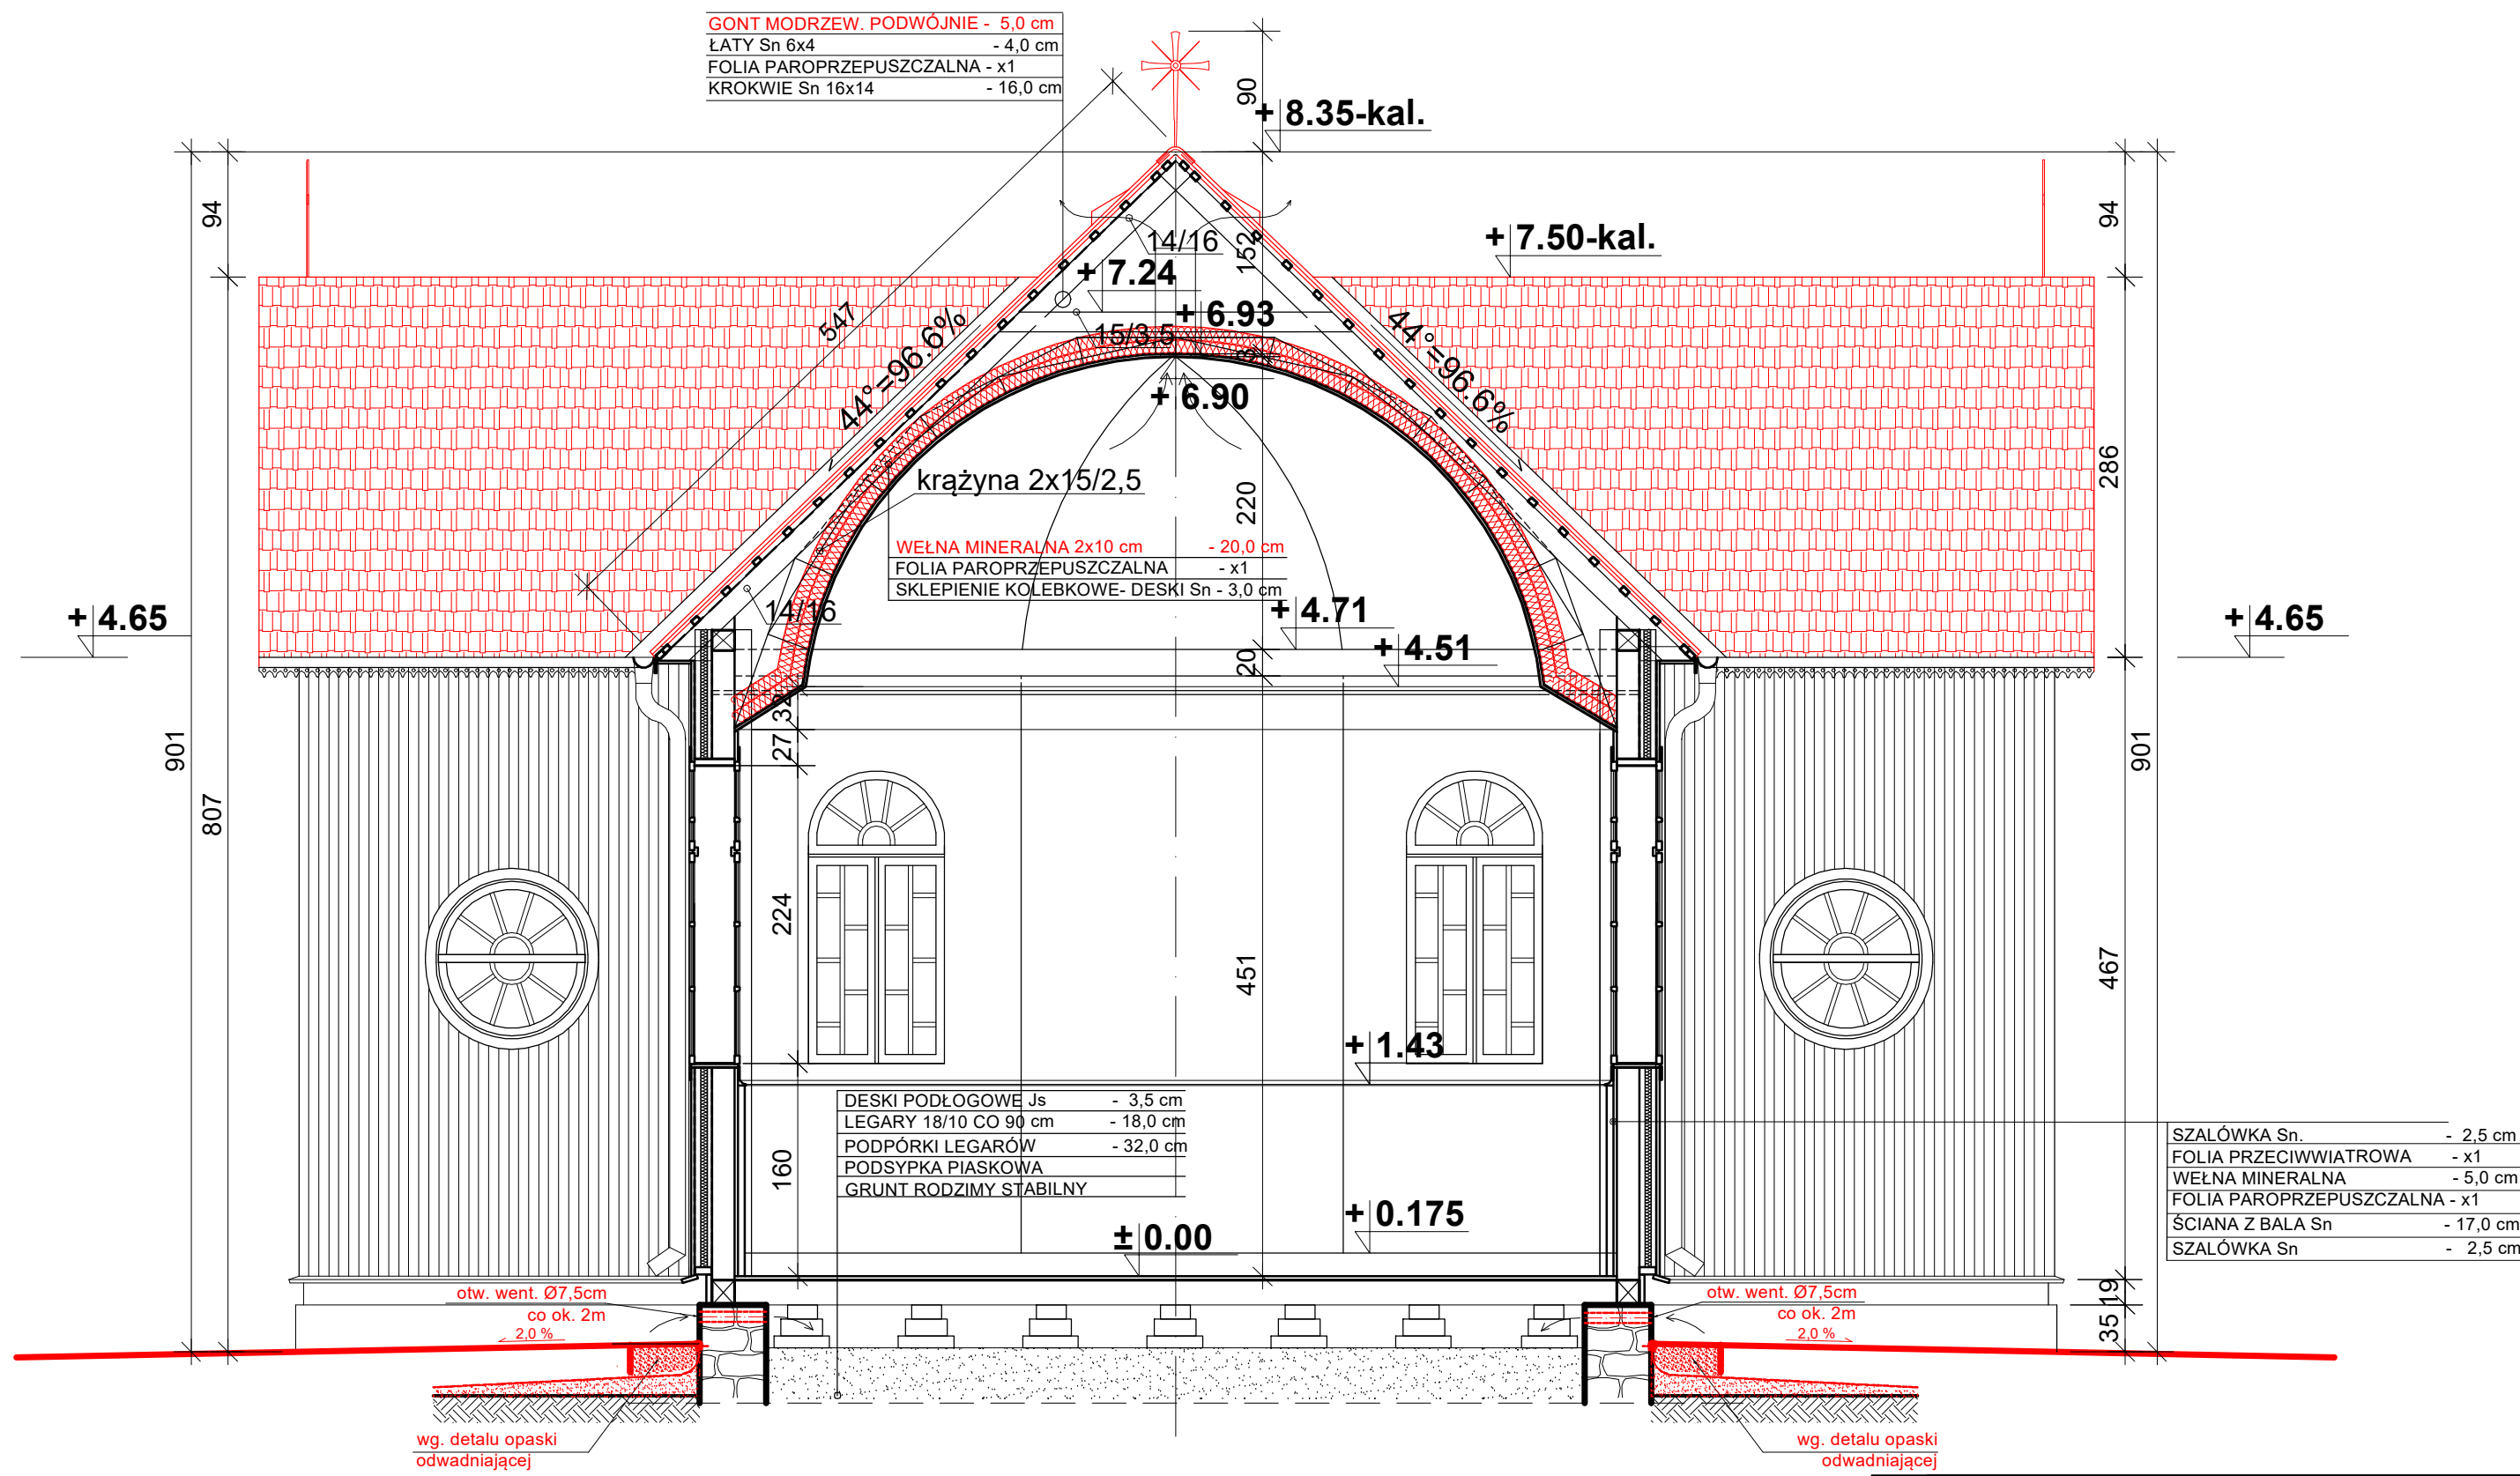 GONT MODRZEW. PODWÓJNIE - 5,0 cm
ŁATY Sn 6x4 - 4,0 cm
FOLIA PAROPRZEPUSZCZALNA - x1
KROKWIE Sn 16x14 - 16,0 cm
90
+ 8.35-kal.
94
94
+ 7.50-kal.
14/16
152
+ 7.24
547
44°=96.6%
15/3,5
+ 6.93
44°=96.6%
3
+ 6.90
286
krążyna 2x15/2,5
220
WEŁNA MINERALNA 2x10 cm - 20,0 cm
FOLIA PAROPRZEPUSZCZALNA - x1
SKLEPIENIE KOLEBKOWE- DESKI Sn - 3,0 cm
14/16
+ 4.65
+ 4.71
+ 4.65
+ 4.51
20
32
27
901
901
807
224
451
467
+ 1.43
DESKI PODŁOGOWE Js - 3,5 cm
LEGARY 18/10 CO 90 cm - 18,0 cm
PODPÓRKI LEGARÓW - 32,0 cm
PODSYPKA PIASKOWA
GRUNT RODZIMY STABILNY
160
SZALÓWKA Sn. - 2,5 cm
FOLIA PRZECIWWIATROWA - x1
WEŁNA MINERALNA - 5,0 cm
FOLIA PAROPRZEPUSZCZALNA - x1
ŚCIANA Z BALA Sn - 17,0 cm
SZALÓWKA Sn - 2,5 cm
+ 0.175
± 0.00
otw. went. Ø7,5cm
co ok. 2m
2,0 %
otw. went. Ø7,5cm
co ok. 2m
2,0 %
19
35
wg. detalu opaski
odwadniającej
wg. detalu opaski
odwadniającej